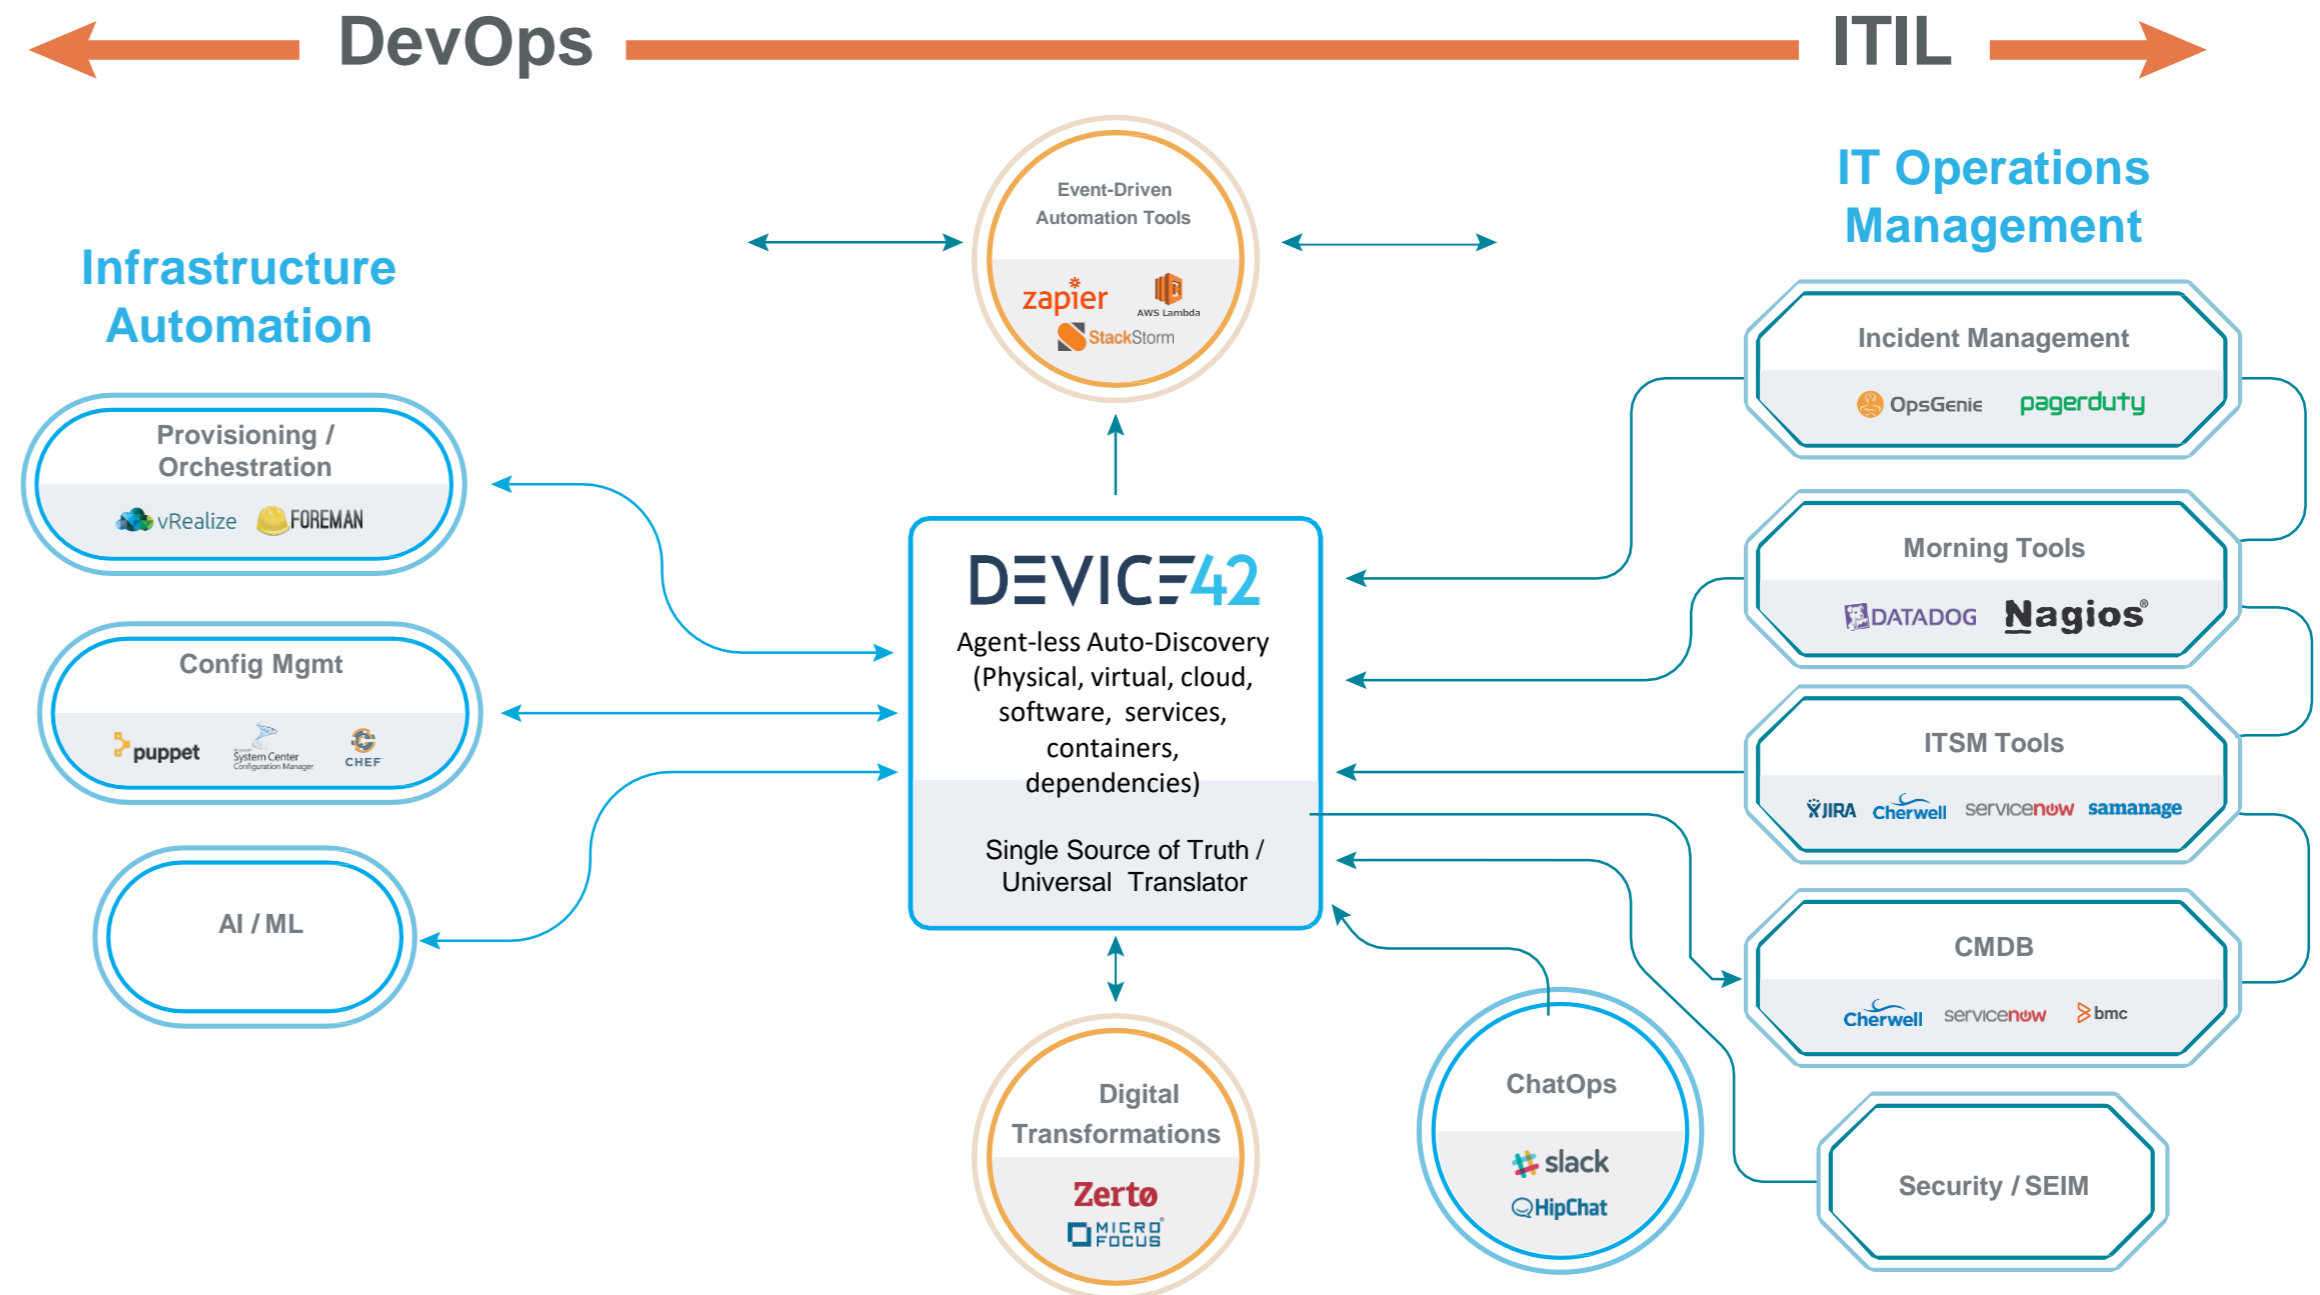 DevOps
ITIL
Infrastructure
Automation
Provisioning /
Orchestration
vRealize
FOREMAN
Config Mgmt
puppet
System Center
Configuration Manager
CHEF
AI / ML
Event-Driven
Automation Tools
zapier
AWS Lambda
StackStorm
DEVICE42
Agent-less Auto-Discovery
(Physical, virtual, cloud,
software, services,
containers,
dependencies)
Single Source of Truth /
Universal Translator
Digital
Transformations
Zerto
MICRO
FOCUS
ChatOps
slack
HipChat
IT Operations
Management
Incident Management
OpsGenie
pagerduty
Morning Tools
DATADOG
Nagios®
ITSM Tools
JIRA
Cherwell
servicenow
samanage
CMDB
Cherwell
servicenow
bmc
Security / SEIM